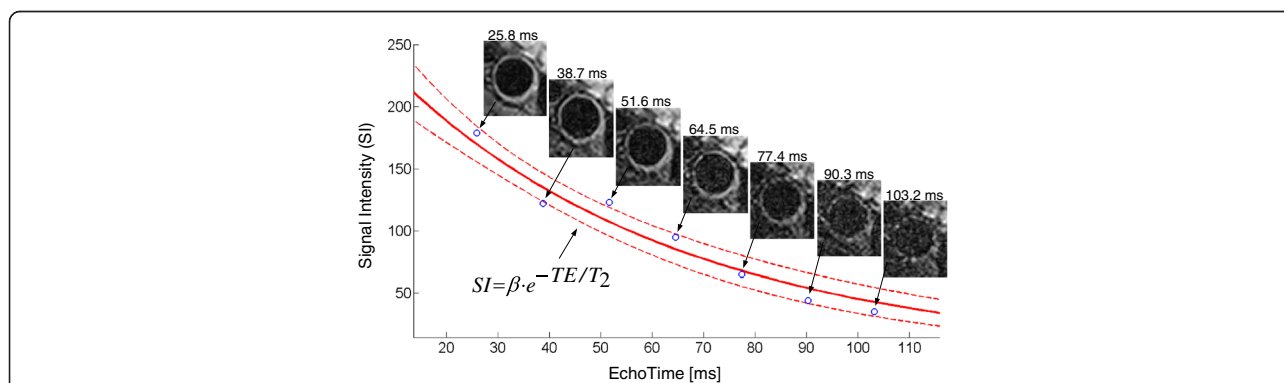 25.8 ms
38.7 ms
51.6 ms
64.5 ms
77.4 ms
90.3 ms
103.2 ms
250
200
150
100
50
Signal Intensity (SI)
SI=β·e^−TE/T2
20 30 40 50 60 70 80 90 100 110
EchoTime [ms]